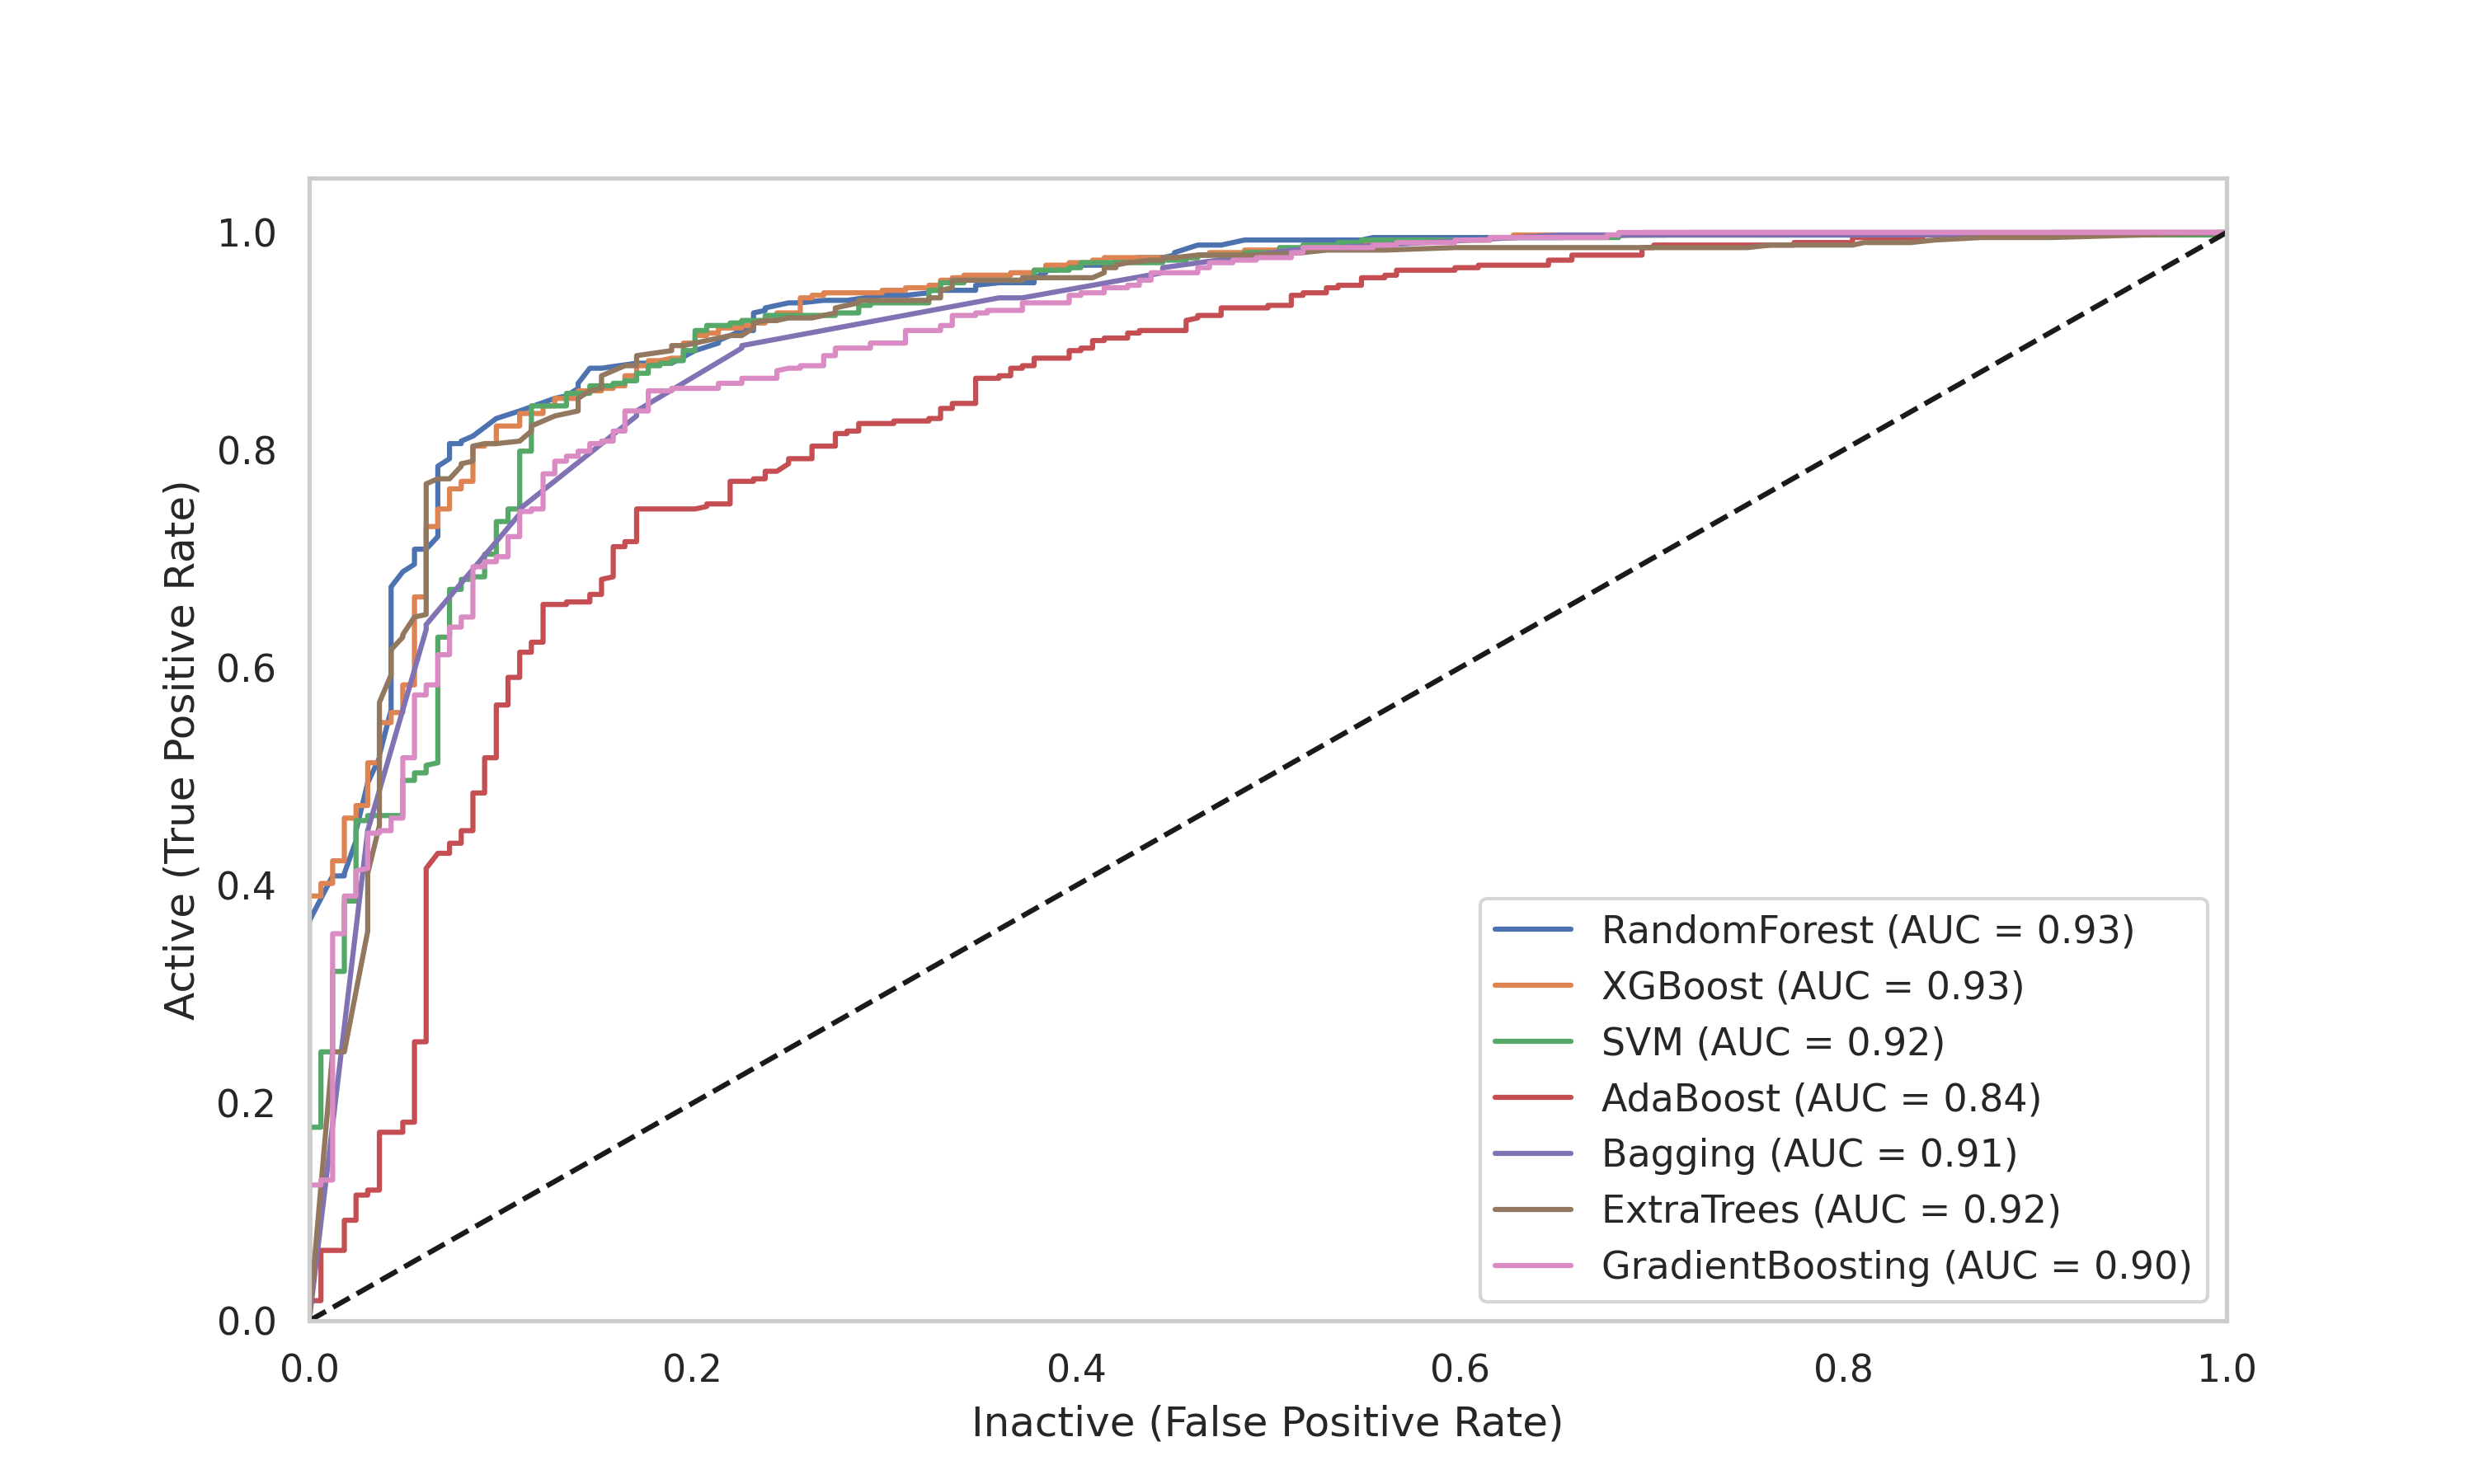 1.0
0.8
0.6
0.4
0.2
0.0
Active (True Positive Rate)
RandomForest (AUC = 0.93)
XGBoost (AUC = 0.93)
SVM (AUC = 0.92)
AdaBoost (AUC = 0.84)
Bagging (AUC = 0.91)
ExtraTrees (AUC = 0.92)
GradientBoosting (AUC = 0.90)
0.0 0.2 0.4 0.6 0.8 1.0
Inactive (False Positive Rate)